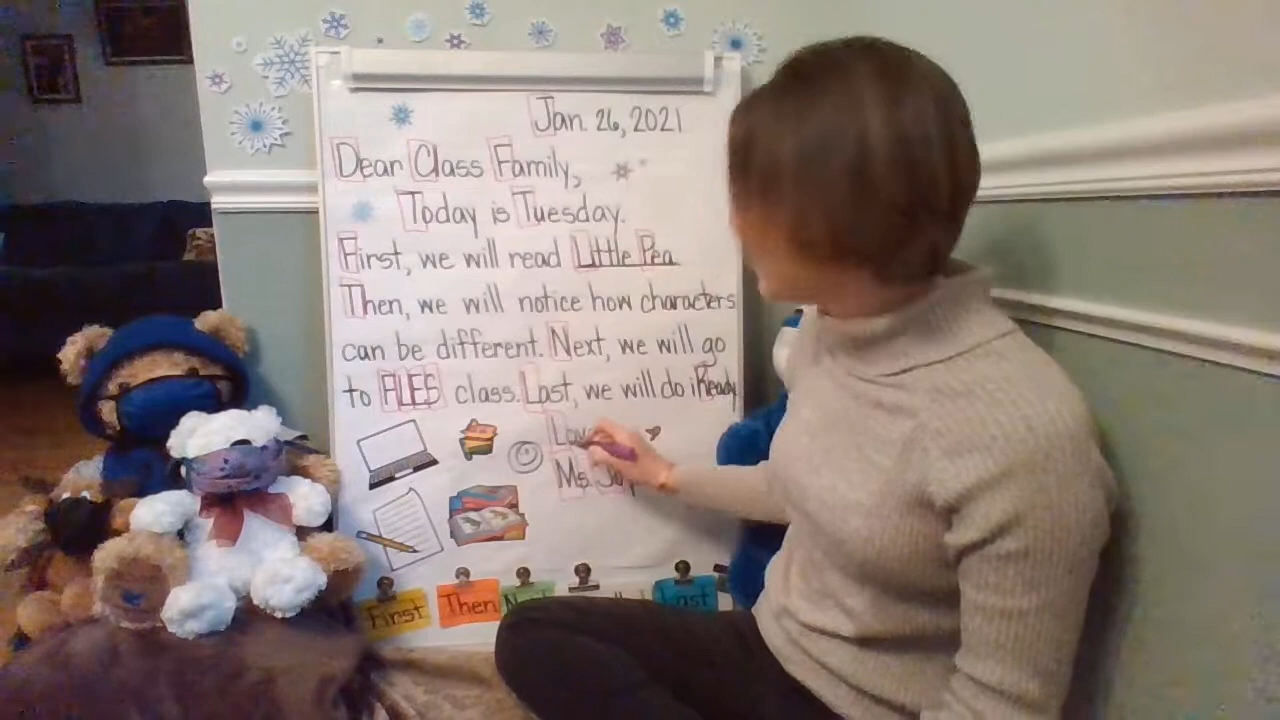 Jan. 26, 2021
Dear Class Family,
Today is Tuesday.
First, we will read Little Pea
Then, we will notice how characters
can be different. Next, we will go
to FLES class. Last, we will do iReady
Ms.
First
Then
Last